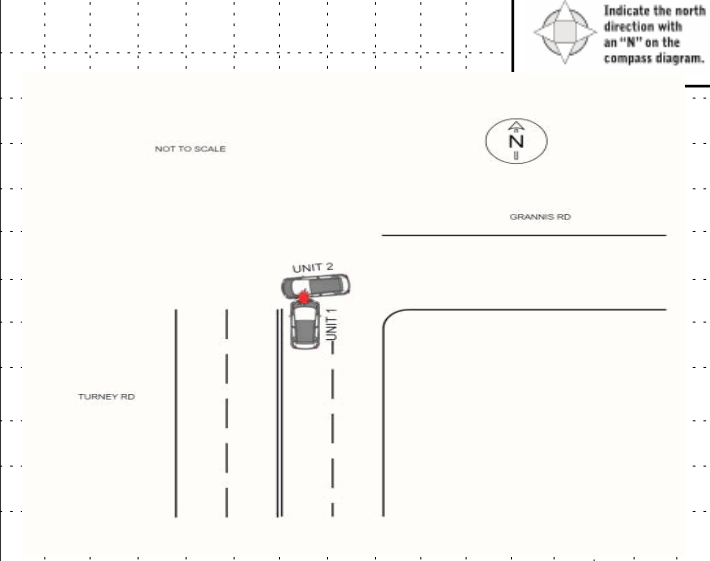 Indicate the north
direction with
an "N" on the
compass diagram.
NOT TO SCALE
N
GRANNIS RD
UNIT 2
UNIT 1
TURNEY RD